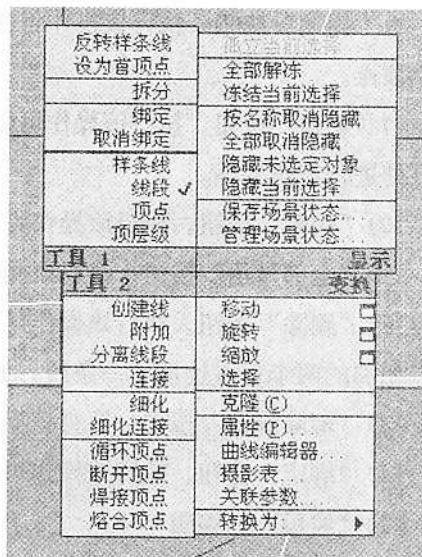 反转样条线
设为首顶点
拆分
绑定
取消绑定
样条线
线段 ✓
顶点
顶层级
工具 1
孤立当前选择
全部解冻
冻结当前选择
按名称取消隐藏
全部取消隐藏
隐藏未选定对象
隐藏当前选择
保存场景状态...
管理场景状态...
显示
工具 2
创建线
附加
分离线段
连接
细化
细化连接
循环顶点
断开顶点
焊接顶点
熔合顶点
变换
移动
旋转
缩放
选择
克隆(C)
属性(P)...
曲线编辑器...
摄影表...
关联参数...
转换为: